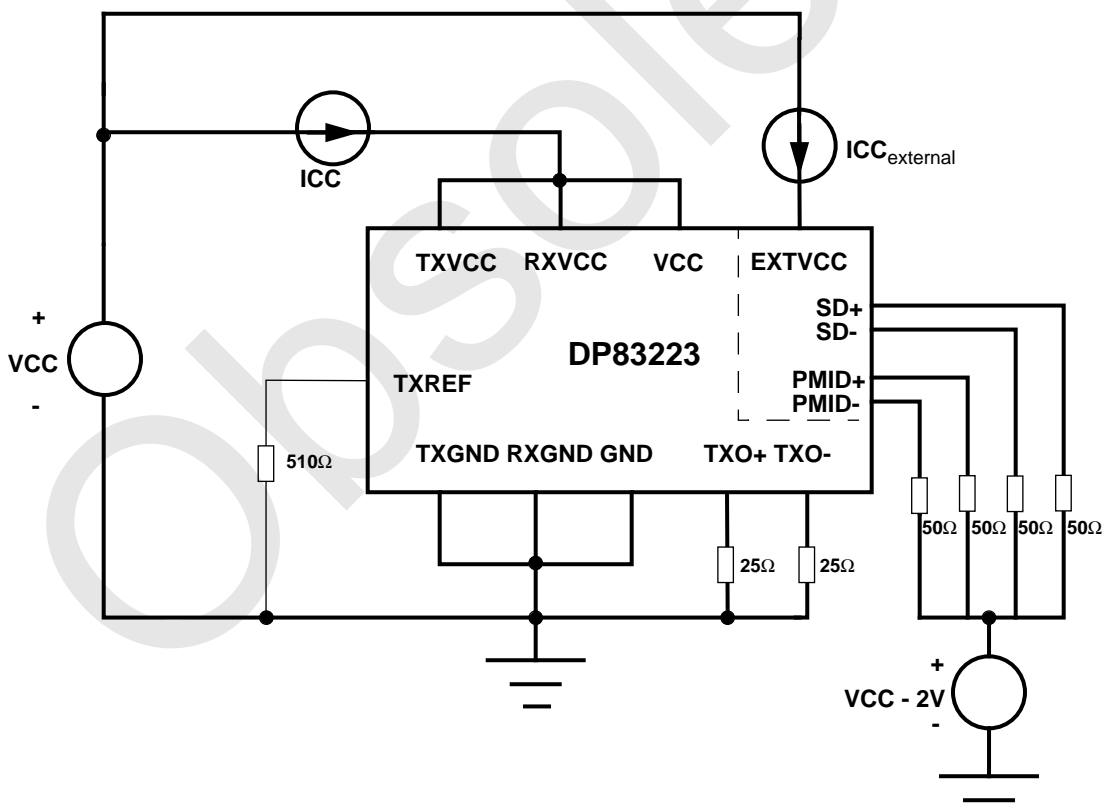 Obsolete
ICC
ICCexternal
TXVCC RXVCC VCC EXTVCC
SD+
SD-
+
VCC
-
DP83223
TXREF
PMID+
PMID-
510Ω
TXGND RXGND GND TXO+ TXO-
50Ω 50Ω 50Ω 50Ω
25Ω 25Ω
+
VCC - 2V
-